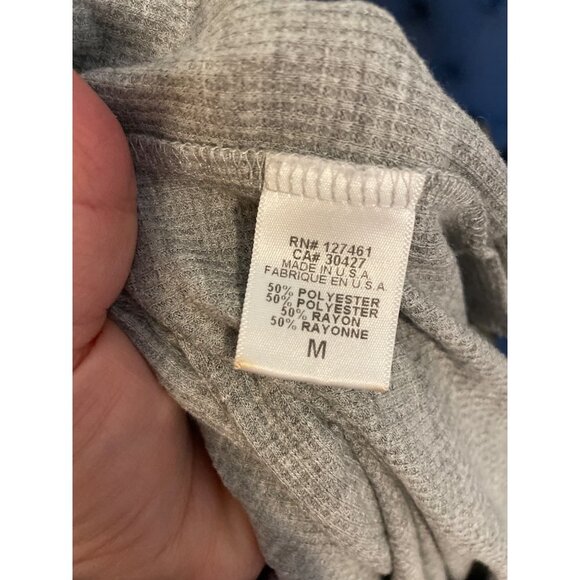 RN# 127461
CA# 30427
MADE IN U.S.A
FABRIQUE EN U.S.A
50% POLYESTER
50% POLYESTER
50% RAYON
50% RAYONNE
M